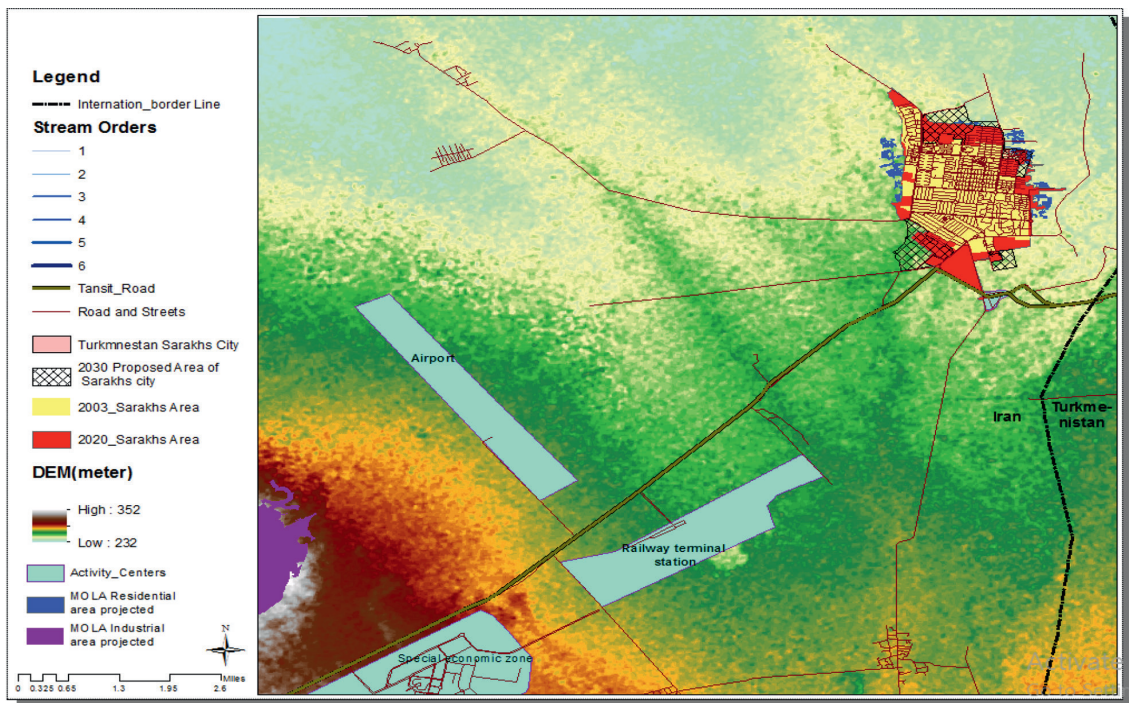 Legend
Internation_border Line
Stream Orders
1
2
3
4
5
6
Tansit_Road
Road and Streets
Turkmnestan Sarakhs City
2030 Proposed Area of
Sarakhs city
2003_Sarakhs Area
2020_Sarakhs Area
DEM(meter)
High : 352
Low : 232
Activity_Centers
MOLA Residential
area projected
MOLA Industrial
area projected
N
Miles
0 0.325 0.65 1.3 1.95 2.6
Airport
Iran
Turkme-
nistan
Railway terminal
station
Special economic zone
Activate